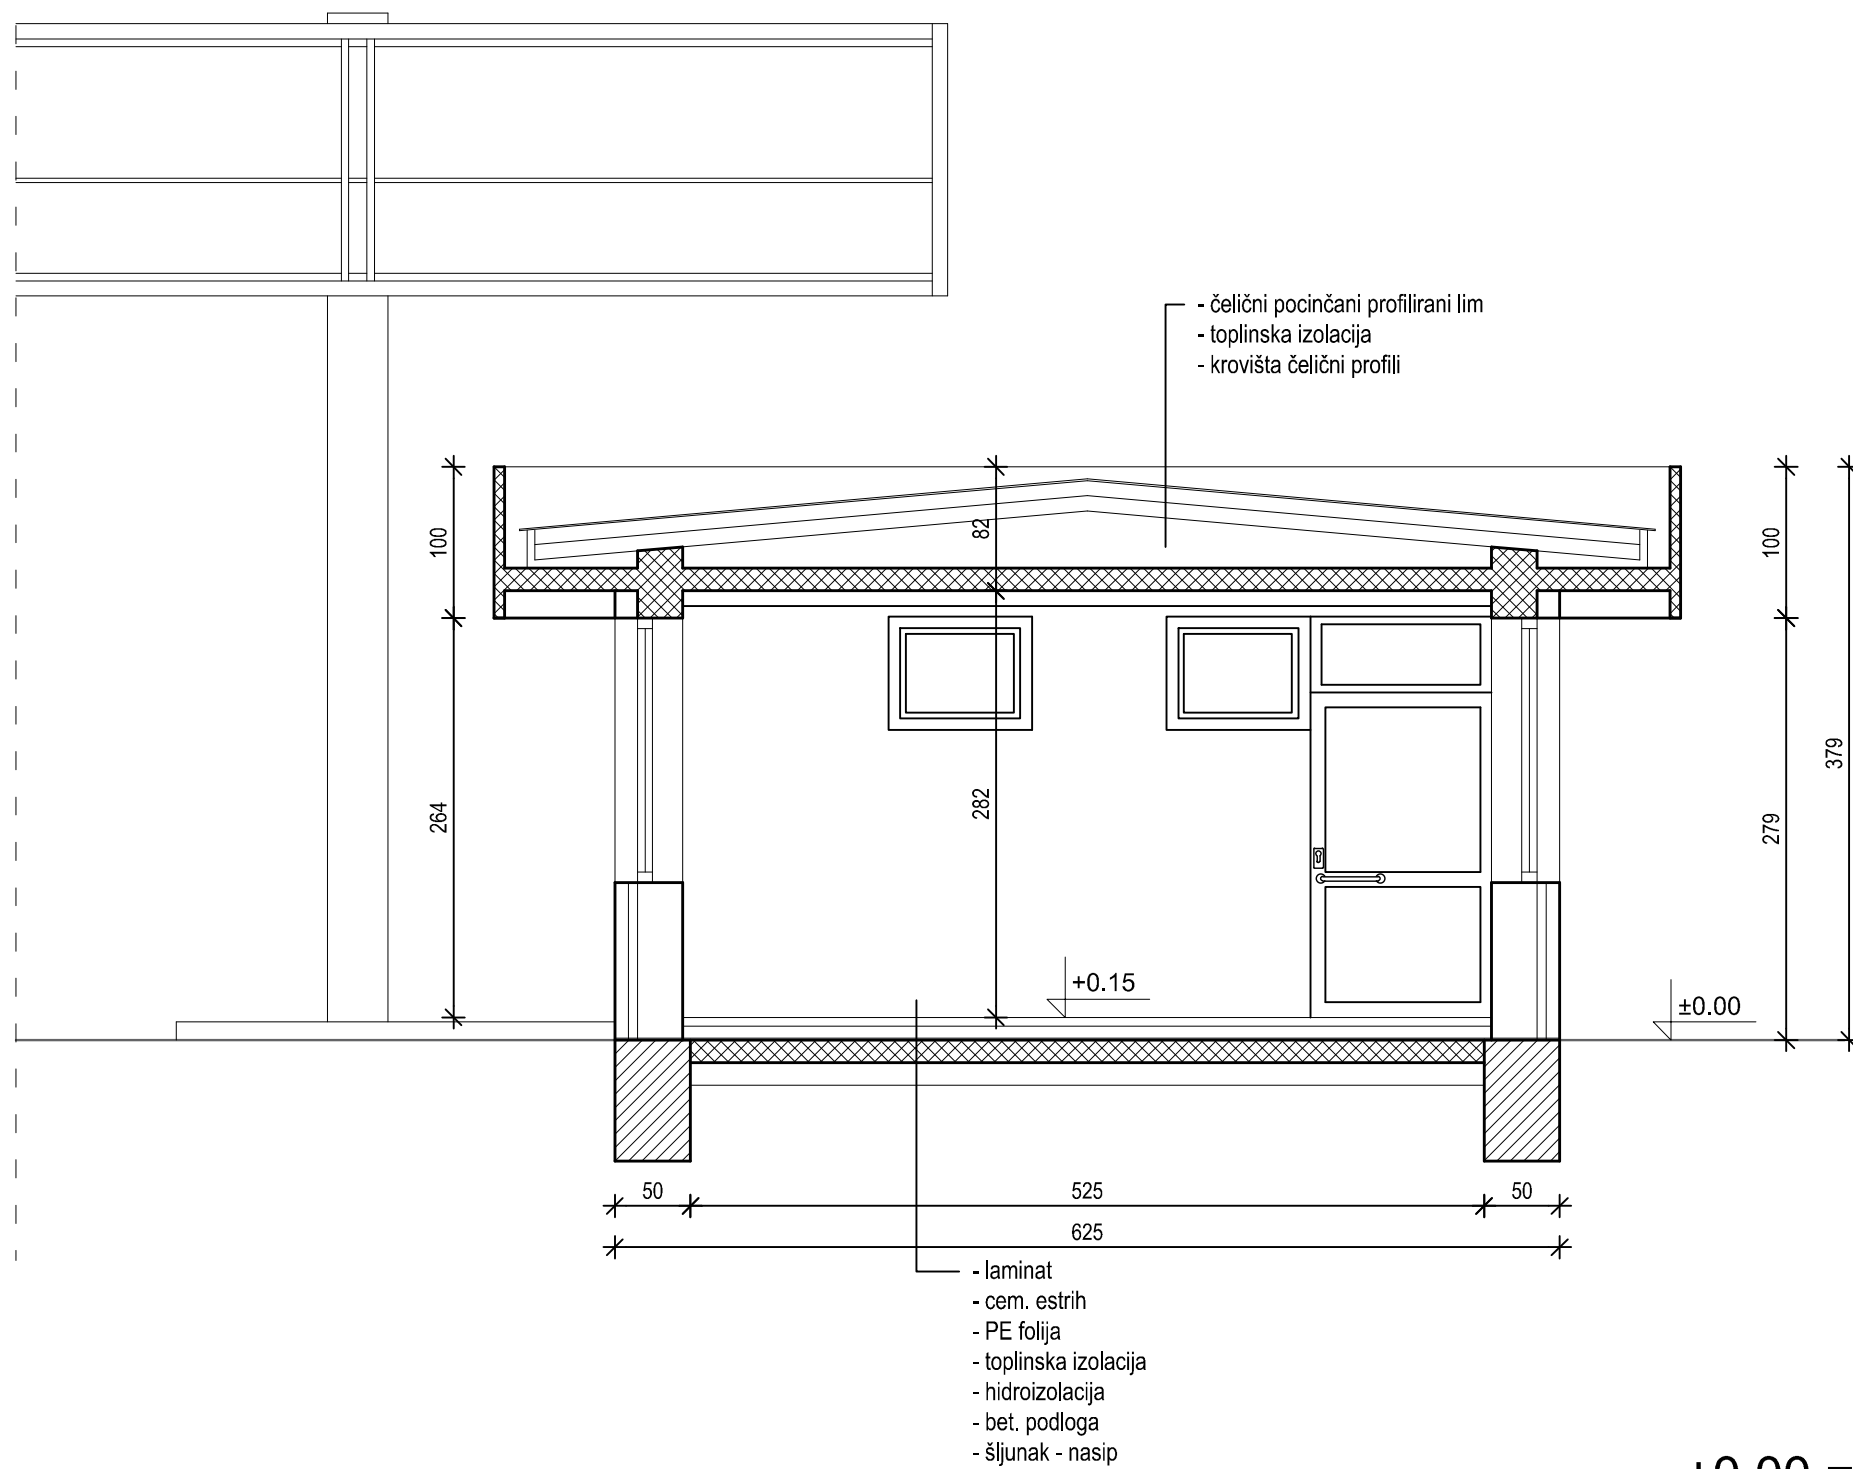 - čelični pocinčani profilirani lim
- toplinska izolacija
- krovišta čelični profili
100
82
100
379
264
282
279
+0.15
±0.00
50
525
50
625
- laminat
- cem. estrih
- PE folija
- toplinska izolacija
- hidroizolacija
- bet. podloga
- šljunak - nasip